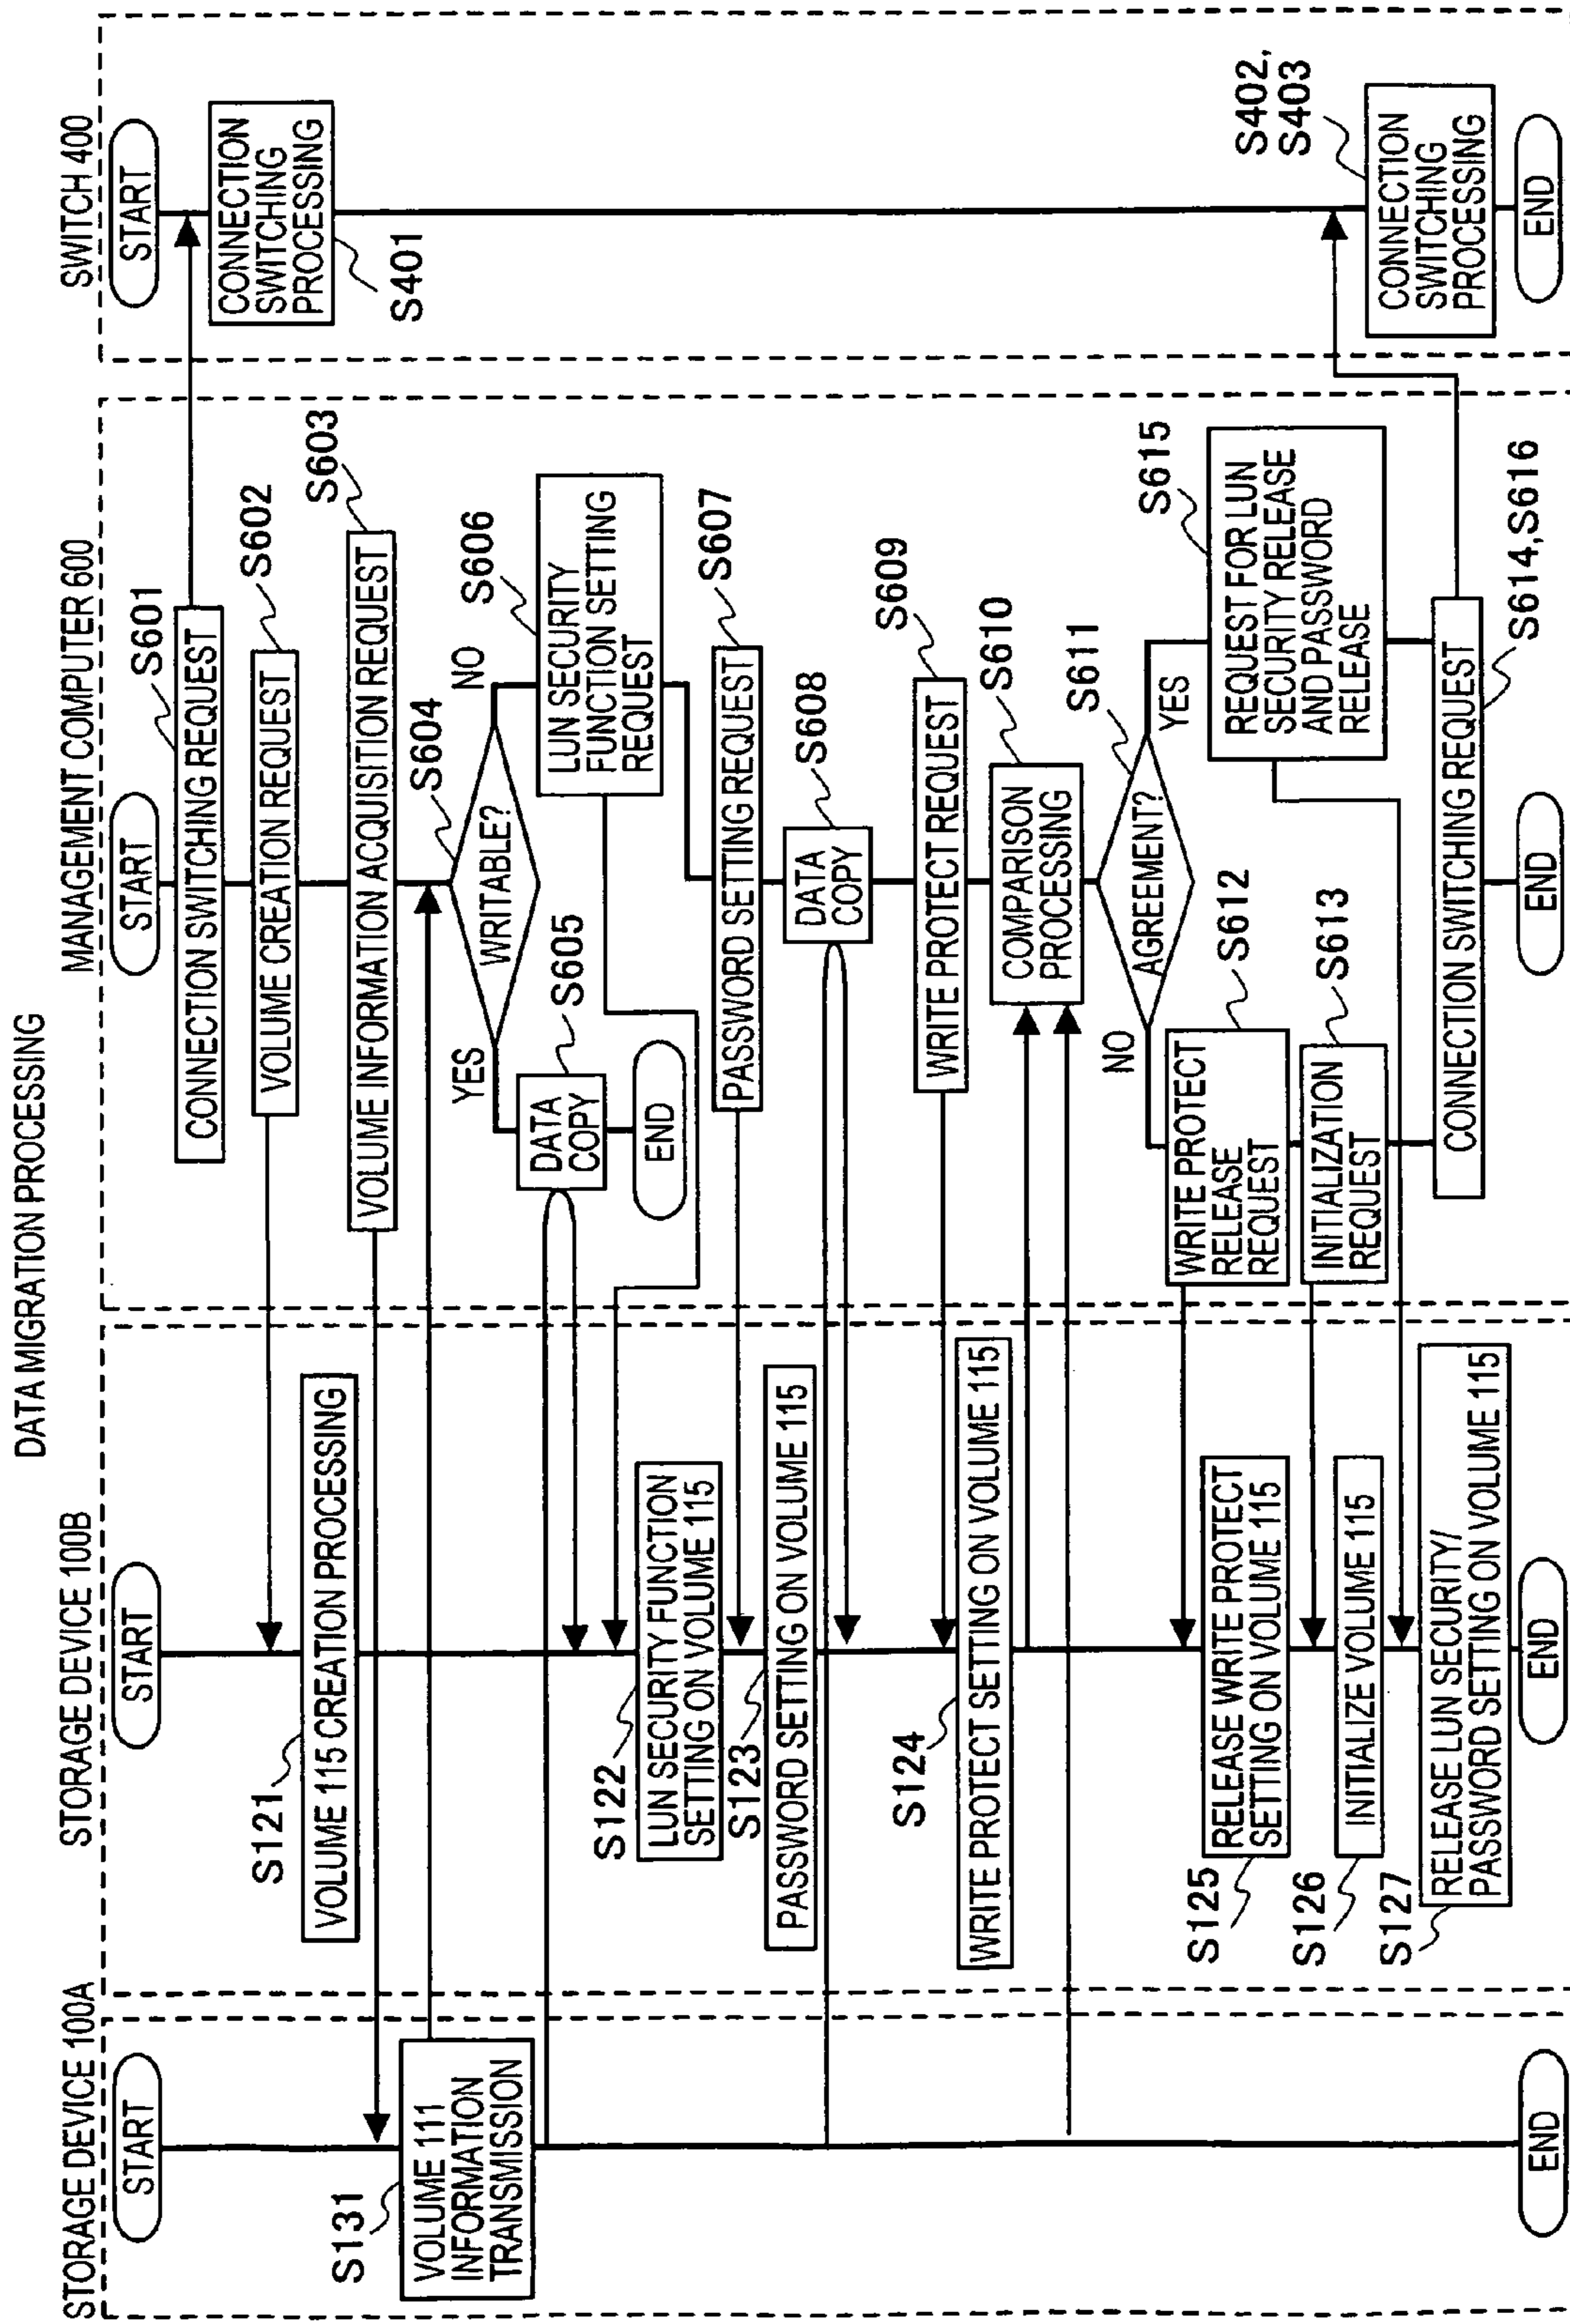 DATA MIGRATION PROCESSING
STORAGE DEVICE 100A
START
S131
VOLUME 111
INFORMATION
TRANSMISSION
END
STORAGE DEVICE 100B
START
S121
VOLUME 115 CREATION PROCESSING
S122
LUN SECURITY FUNCTION
SETTING ON VOLUME 115
S123
PASSWORD SETTING ON VOLUME 115
S124
WRITE PROTECT SETTING ON VOLUME 115
S125
RELEASE WRITE PROTECT
SETTING ON VOLUME 115
S126
INITIALIZE VOLUME 115
S127
RELEASE LUN SECURITY/
PASSWORD SETTING ON VOLUME 115
END
MANAGEMENT COMPUTER 600
START
S601
CONNECTION SWITCHING REQUEST
S602
VOLUME CREATION REQUEST
S603
VOLUME INFORMATION ACQUISITION REQUEST
S604
WRITABLE?
YES
NO
S605
DATA
COPY
END
S606
LUN SECURITY
FUNCTION SETTING
REQUEST
S607
PASSWORD SETTING REQUEST
S608
DATA
COPY
S609
WRITE PROTECT REQUEST
S610
COMPARISON
PROCESSING
S611
AGREEMENT?
NO
YES
S612
WRITE PROTECT
RELEASE
REQUEST
S613
INITIALIZATION
REQUEST
S615
REQUEST FOR LUN
SECURITY RELEASE
AND PASSWORD
RELEASE
S614,S616
CONNECTION SWITCHING REQUEST
END
SWITCH 400
START
CONNECTION
SWITCHING
PROCESSING
S401
S402,
S403
CONNECTION
SWITCHING
PROCESSING
END